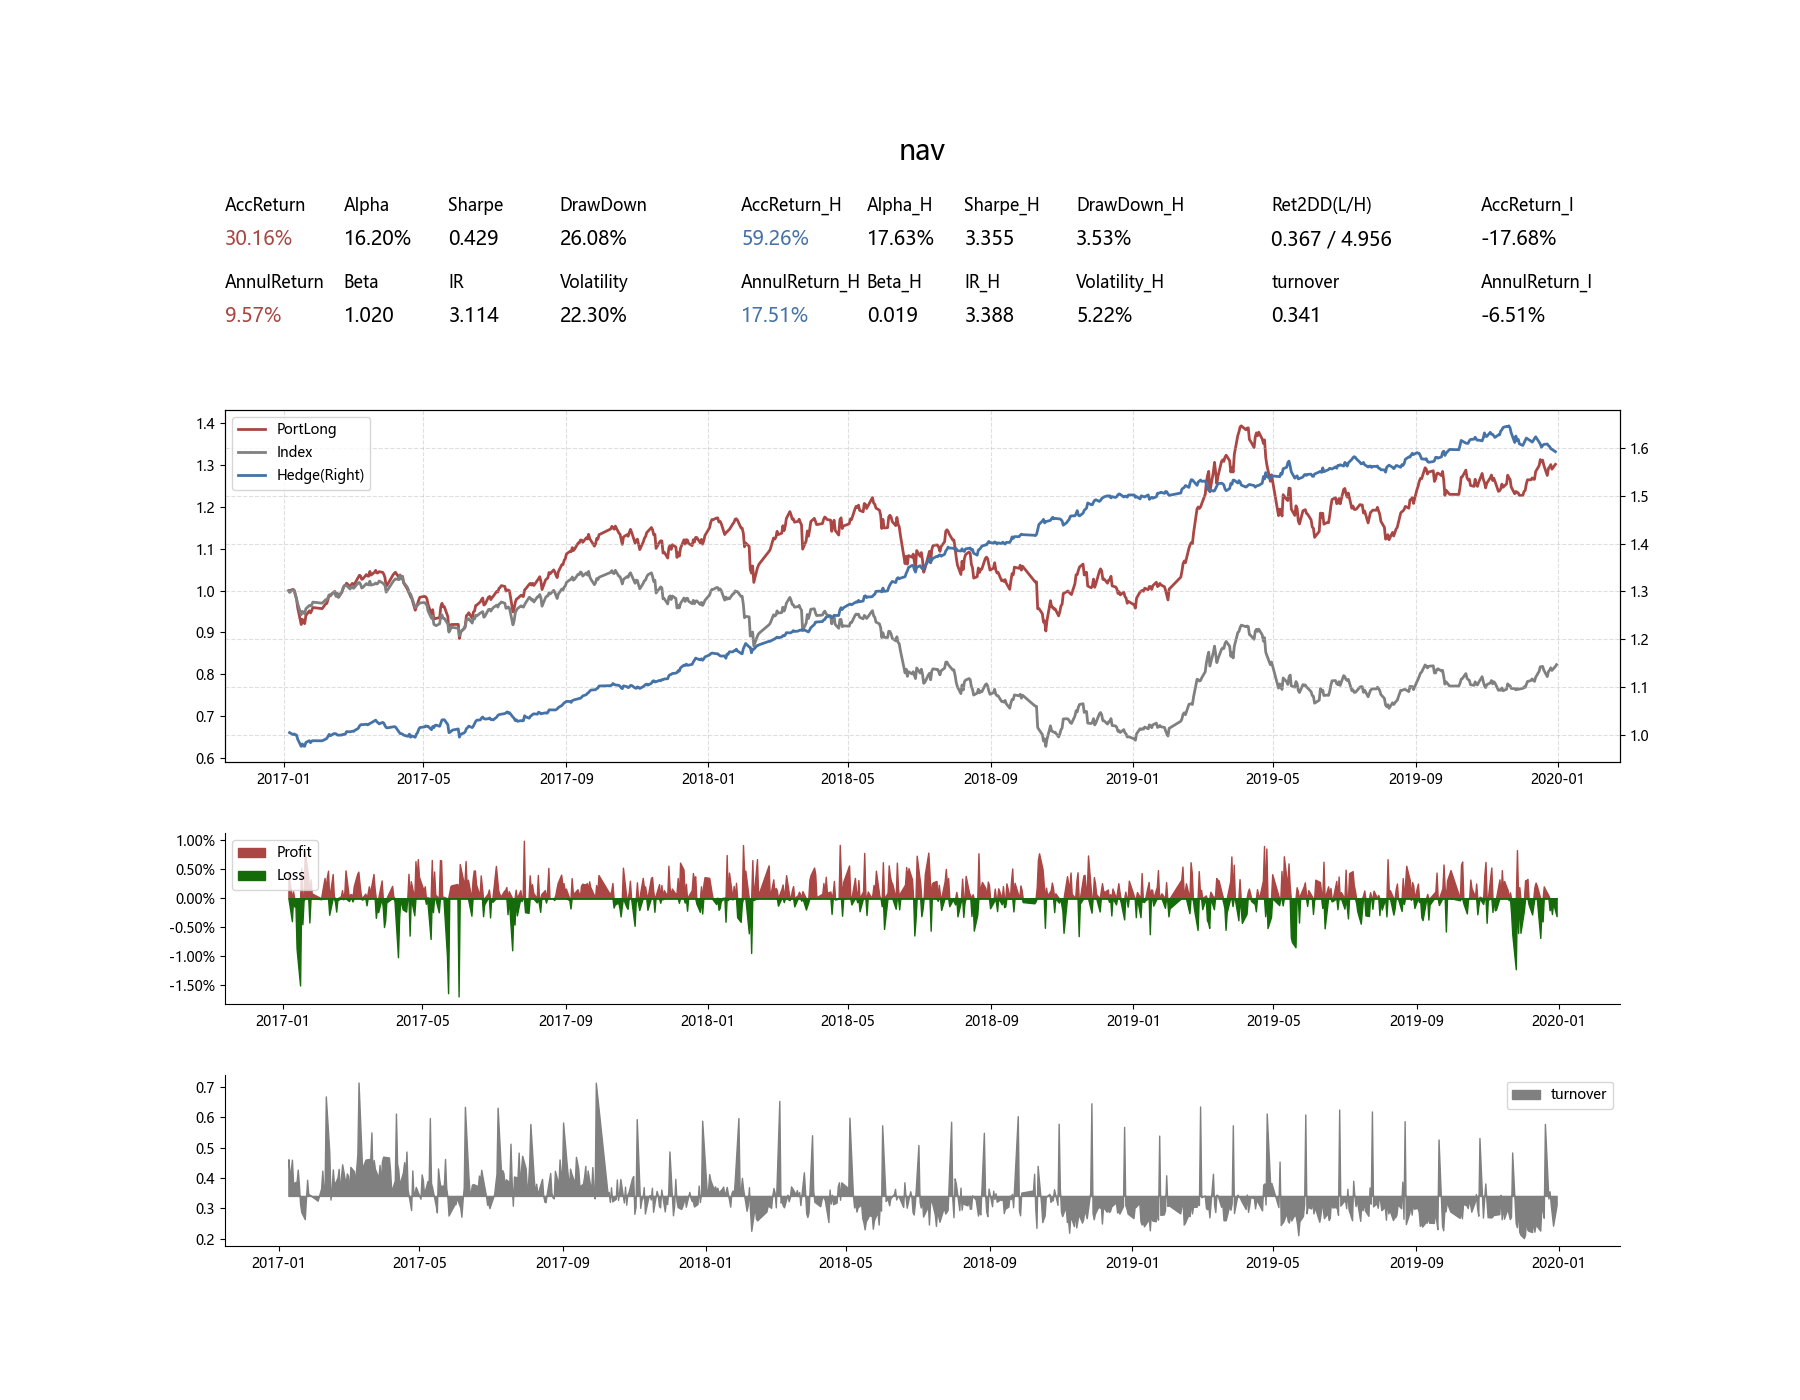 nav
AccReturn Alpha Sharpe DrawDown AccReturn_H Alpha_H Sharpe_H DrawDown_H Ret2DD(L/H) AccReturn_I
30.16% 16.20% 0.429 26.08% 59.26% 17.63% 3.355 3.53% 0.367 / 4.956 -17.68%
AnnulReturn Beta IR Volatility AnnulReturn_H Beta_H IR_H Volatility_H turnover AnnulReturn_I
9.57% 1.020 3.114 22.30% 17.51% 0.019 3.388 5.22% 0.341 -6.51%
1.4
1.3
1.2
1.1
1.0
0.9
0.8
0.7
0.6
PortLong
Index
Hedge(Right)
1.6
1.5
1.4
1.3
1.2
1.1
1.0
2017-01 2017-05 2017-09 2018-01 2018-05 2018-09 2019-01 2019-05 2019-09 2020-01
1.00%
0.50%
0.00%
-0.50%
-1.00%
-1.50%
Profit
Loss
2017-01 2017-05 2017-09 2018-01 2018-05 2018-09 2019-01 2019-05 2019-09 2020-01
0.7
0.6
0.5
0.4
0.3
0.2
turnover
2017-01 2017-05 2017-09 2018-01 2018-05 2018-09 2019-01 2019-05 2019-09 2020-01